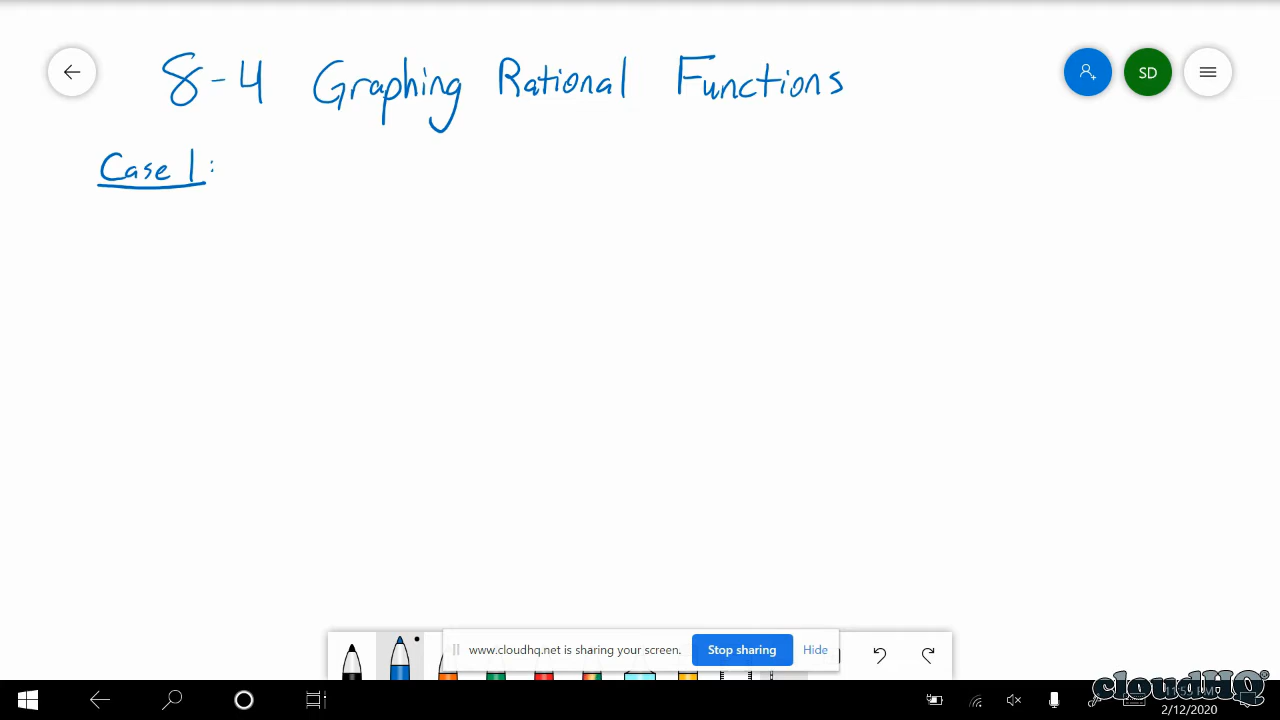 8-4 Graphing Rational Functions
SD
Case 1:
www.cloudhq.net is sharing your screen.
Stop sharing
Hide
cloudHQ
2/12/2020